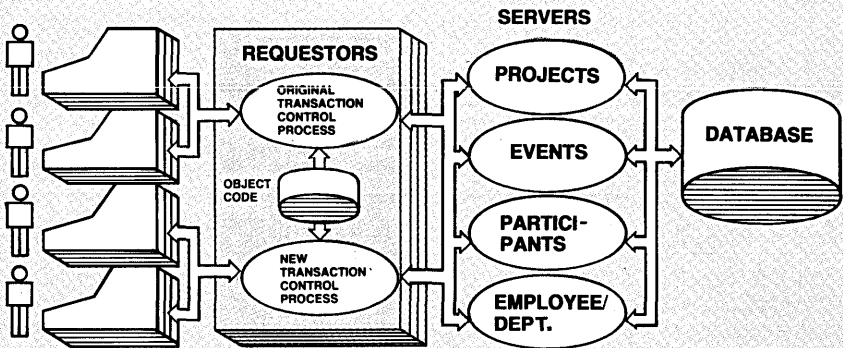 SERVERS
REQUESTORS
ORIGINAL
TRANSACTION
CONTROL
PROCESS
OBJECT
CODE
NEW
TRANSACTION
CONTROL
PROCESS
PROJECTS
EVENTS
PARTICI-
PANTS
EMPLOYEE/
DEPT.
DATABASE